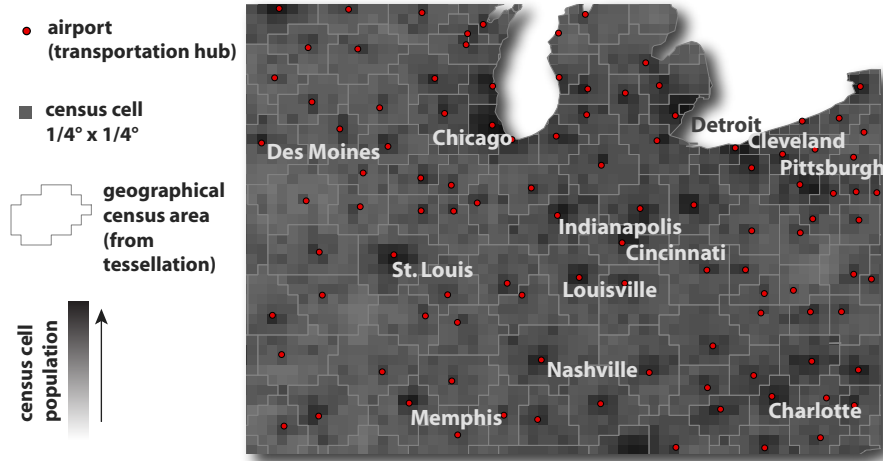 airport
(transportation hub)
census cell
1/4° x 1/4°
geographical
census area
(from
tessellation)
census cell
population
Detroit
Chicago
Cleveland
Des Moines
Pittsburgh
Indianapolis
Cincinnati
St. Louis
Louisville
Nashville
Memphis
Charlotte